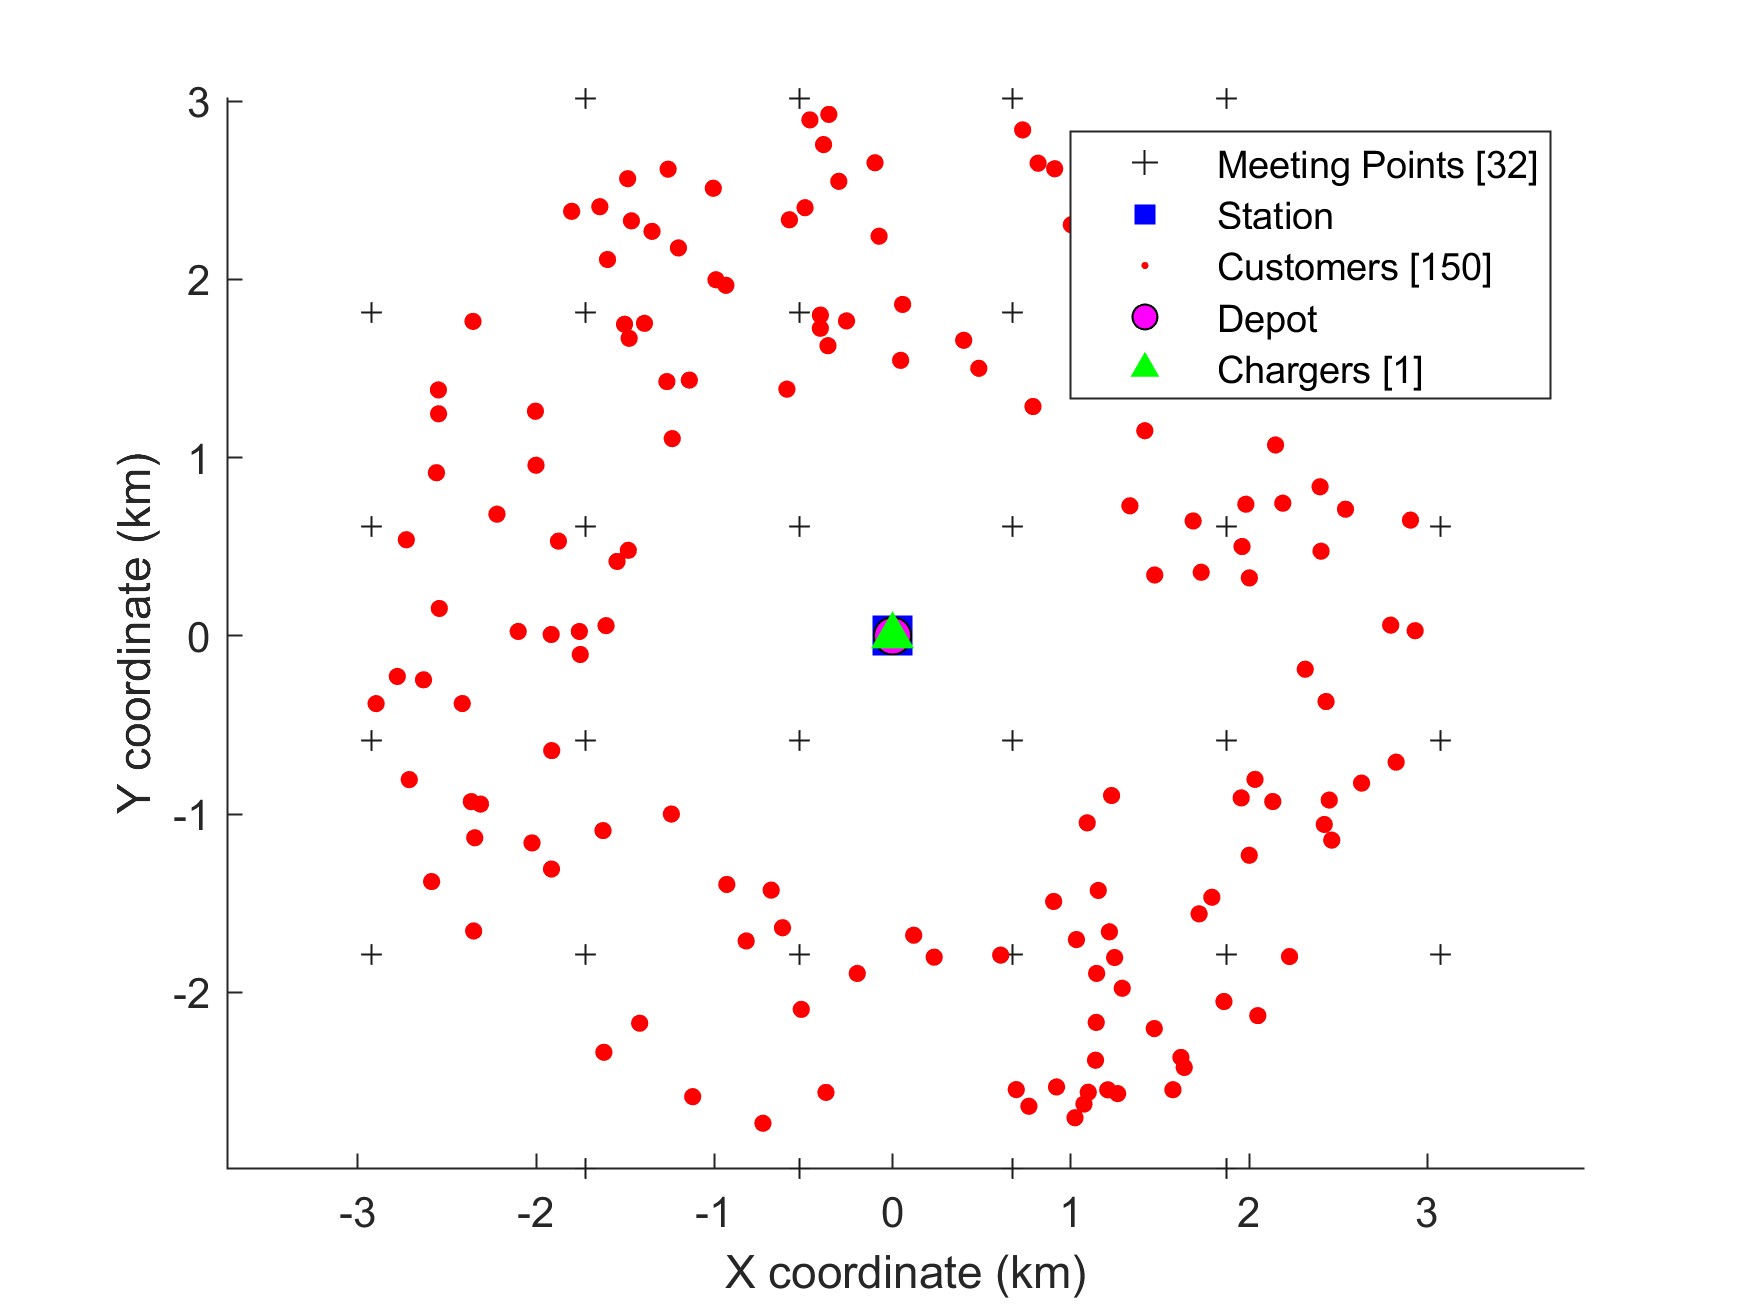 3
2
1
0
-1
-2
-3
-2
-1
0
1
2
3
X coordinate (km)
Y coordinate (km)
Meeting Points [32]
Station
Customers [150]
Depot
Chargers [1]